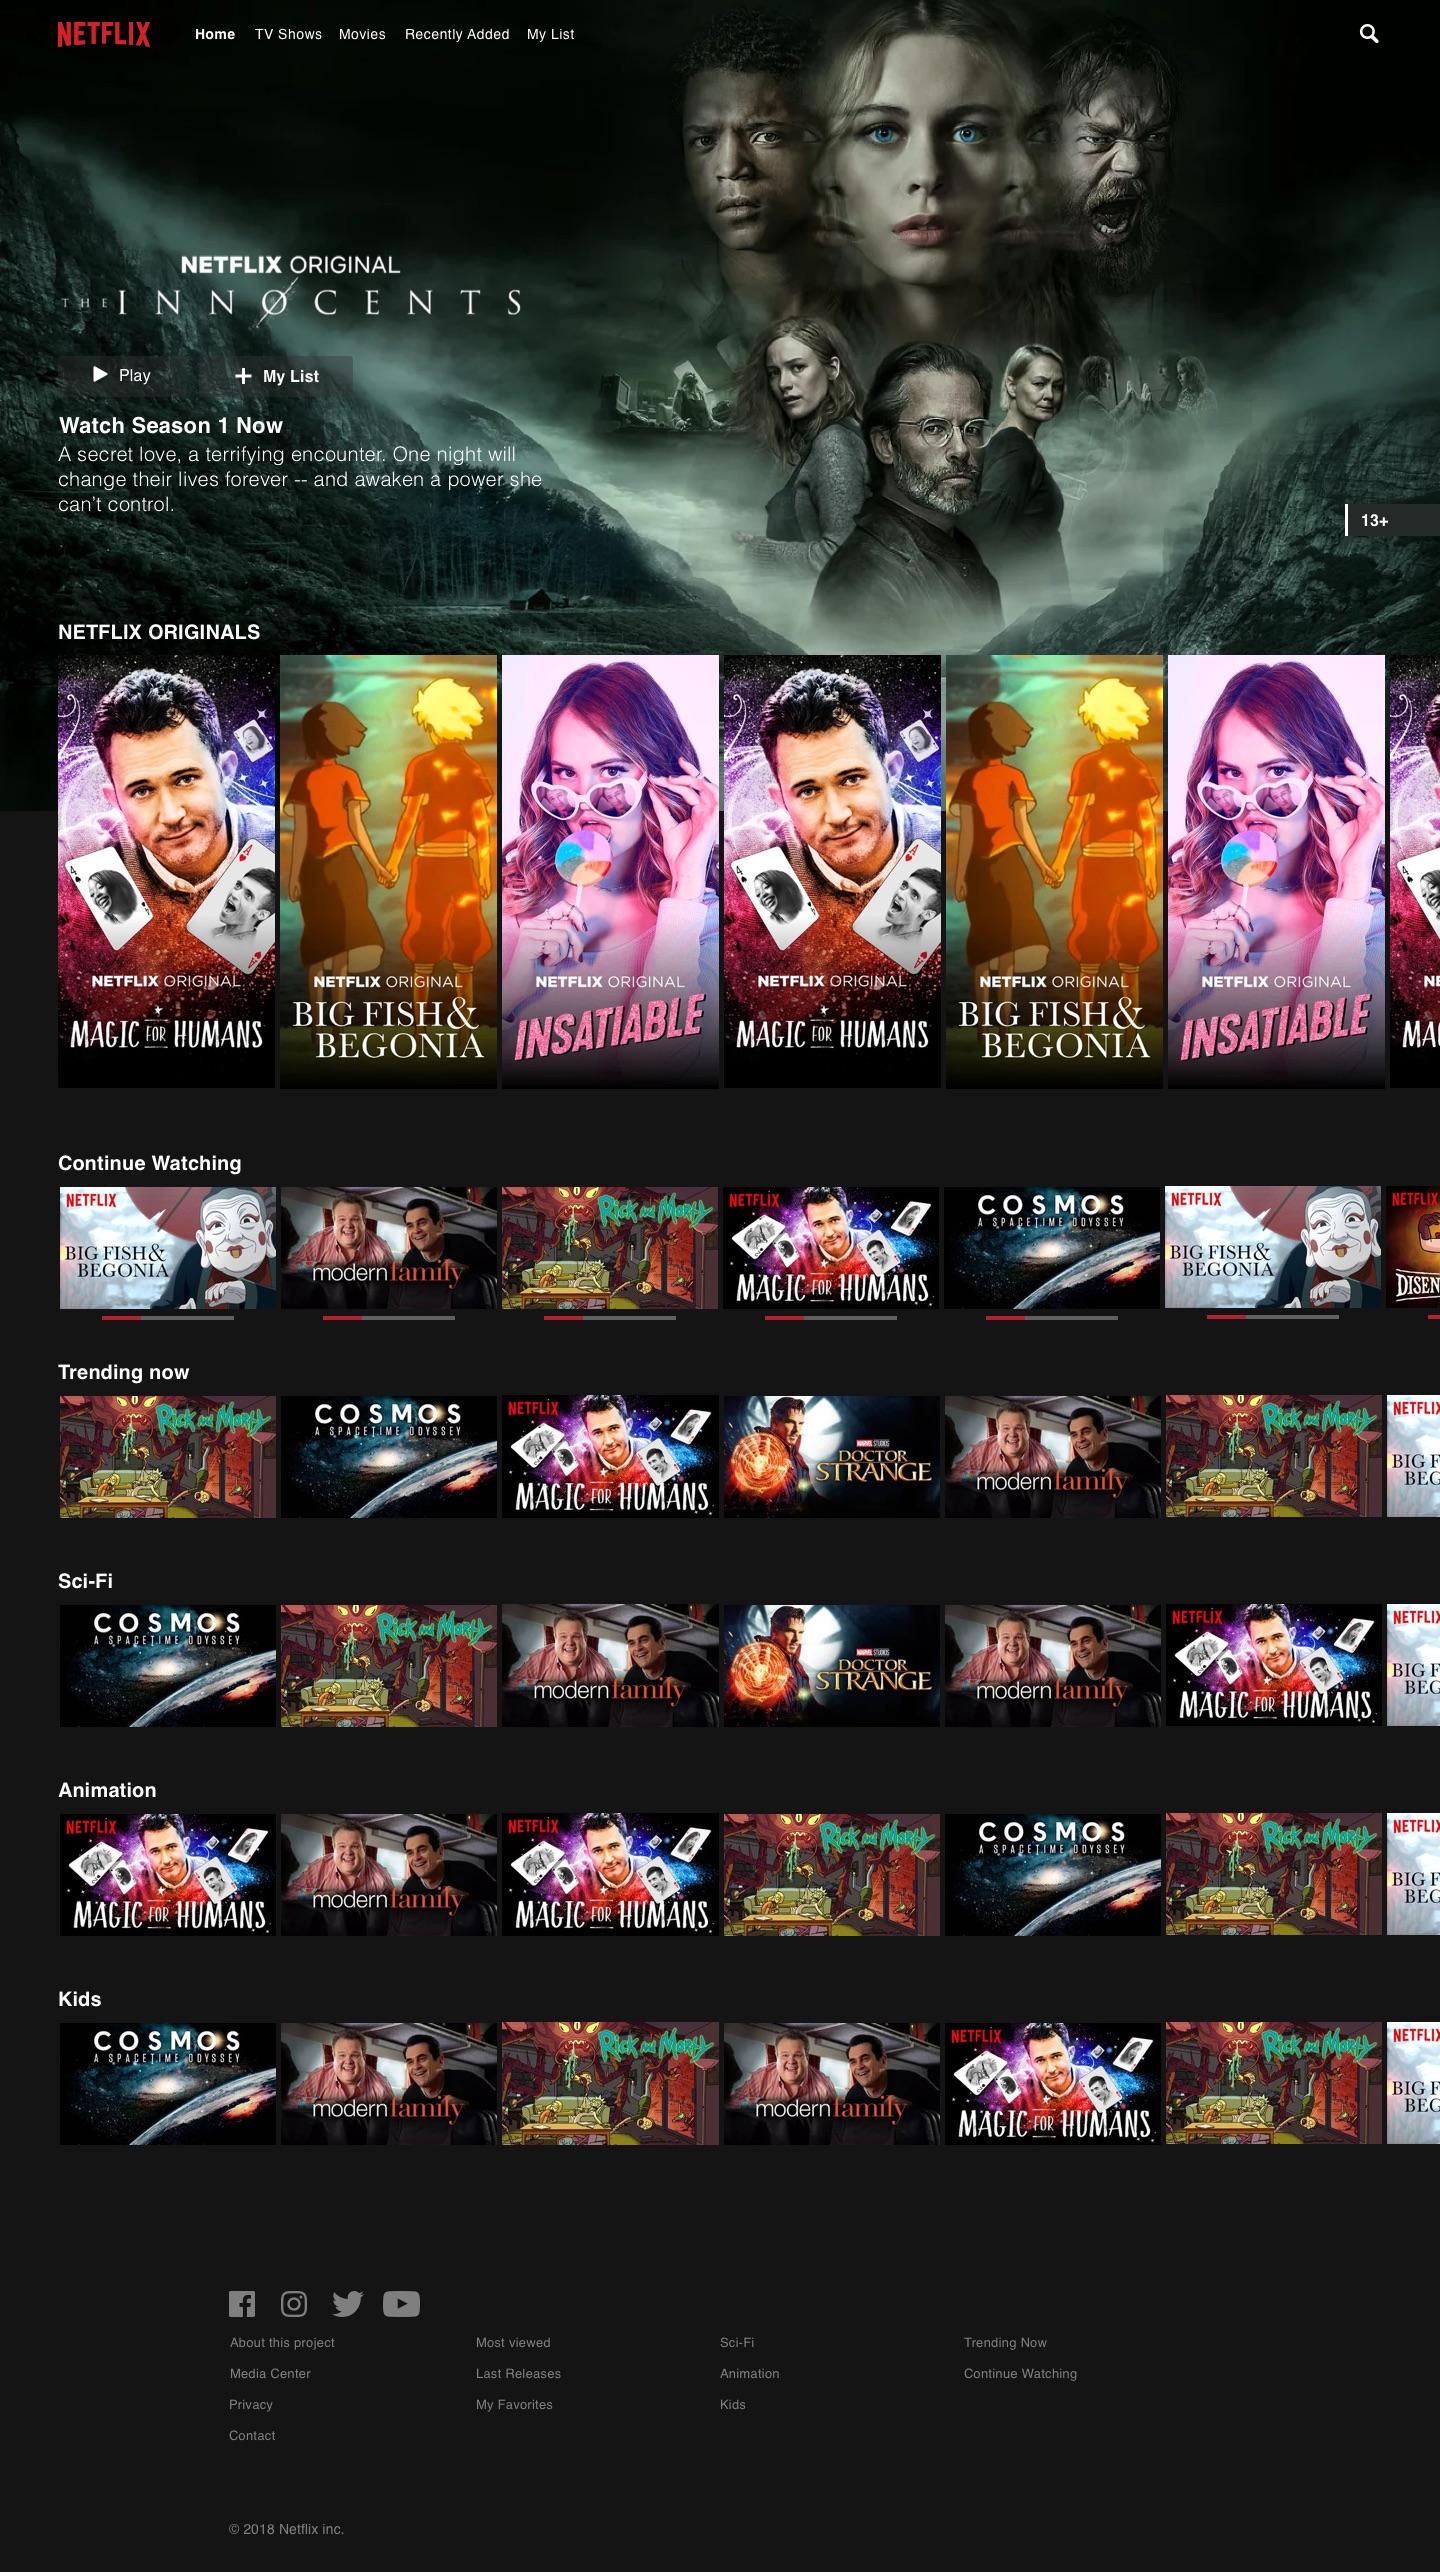 NETFLIX
Home TV Shows Movies Recently Added My List
NETFLIX ORIGINAL
THE INNOCENTS
Play My List
Watch Season 1 Now
A secret love, a terrifying encounter. One night will
change their lives forever -- and awaken a power she
can't control.
13+
NETFLIX ORIGINALS
NETFLIX ORIGINAL
MAGIC FOR HUMANS
NETFLIX ORIGINAL
BIG FISH &
BEGONIA
NETFLIX ORIGINAL
INSATIABLE
NETFLIX ORIGINAL
MAGIC FOR HUMANS
NETFLIX ORIGINAL
BIG FISH &
BEGONIA
NETFLIX ORIGINAL
INSATIABLE
Continue Watching
NETFLIX
BIG FISH &
BEGONIA
modern family
Rick and Morty
NETFLIX
MAGIC FOR HUMANS
COSMOS
A SPACETIME ODYSSEY
NETFLIX
BIG FISH &
BEGONIA
NETFLIX
DISEN
Trending now
Rick and Morty
COSMOS
A SPACETIME ODYSSEY
NETFLIX
MAGIC FOR HUMANS
MARVEL STUDIOS
DOCTOR
STRANGE
modern family
Rick and Morty
NETFLIX
BIG F
BEG
Sci-Fi
COSMOS
A SPACETIME ODYSSEY
Rick and Morty
modern family
MARVEL STUDIOS
DOCTOR
STRANGE
modern family
NETFLIX
MAGIC FOR HUMANS
NETFLIX
BIG F
BEG
Animation
NETFLIX
MAGIC FOR HUMANS
modern family
NETFLIX
MAGIC FOR HUMANS
Rick and Morty
COSMOS
A SPACETIME ODYSSEY
Rick and Morty
NETFLIX
BIG F
BEG
Kids
COSMOS
A SPACETIME ODYSSEY
modern family
Rick and Morty
modern family
NETFLIX
MAGIC FOR HUMANS
Rick and Morty
NETFLIX
BIG F
BEG
About this project Most viewed Sci-Fi Trending Now
Media Center Last Releases Animation Continue Watching
Privacy My Favorites Kids
Contact
© 2018 Netflix inc.